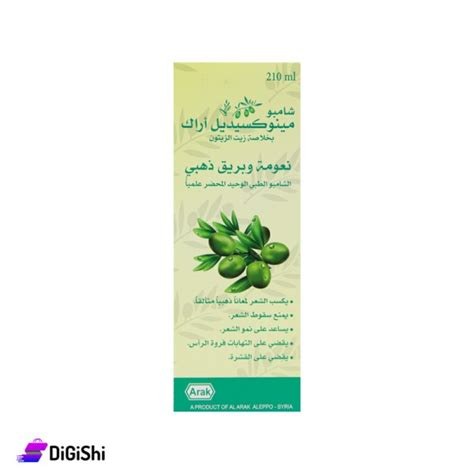 210 ml
شامبو
مينوكسيديل أراك
بخلاصة زيت الزيتون
نعومة وبريق ذهبي
الشامبو الطبي الوحيد المحضر علمياً
• يكسب الشعر لمعاناً ذهبياً متألقاً.
• يمنع سقوط الشعر.
• يساعد على نمو الشعر.
• يقضي على التهابات فروة الرأس.
• يقضي على القشرة.
Arak
A PRODUCT OF AL ARAK ALEPPO - SYRIA
DiGiShi